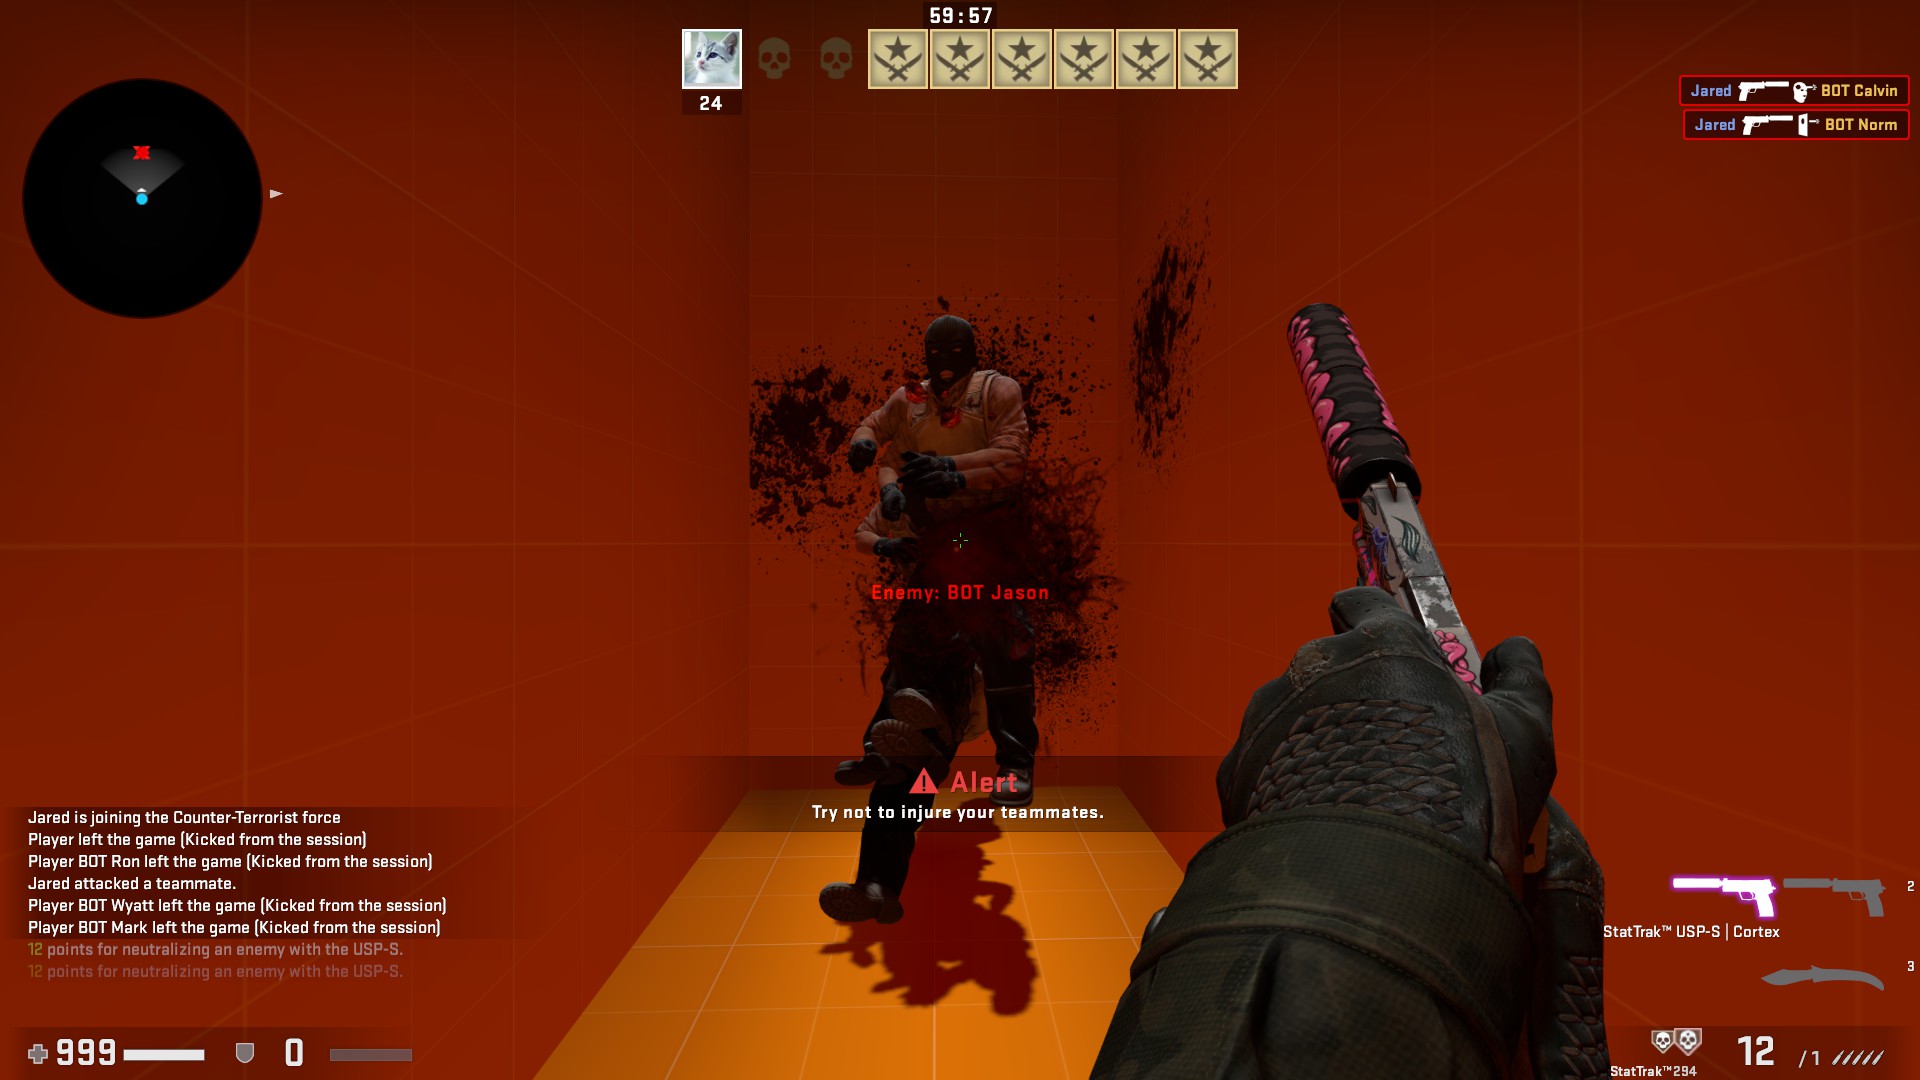 59:57
24
Jared BOT Calvin
Jared BOT Norm
Enemy: BOT Jason
Alert
Try not to injure your teammates.
Jared is joining the Counter-Terrorist force
Player left the game (Kicked from the session)
Player BOT Ron left the game (Kicked from the session)
Jared attacked a teammate.
Player BOT Wyatt left the game (Kicked from the session)
Player BOT Mark left the game (Kicked from the session)
12 points for neutralizing an enemy with the USP-S.
12 points for neutralizing an enemy with the USP-S.
2
StatTrak™ USP-S | Cortex
3
999
0
12 / 1
StatTrak™294